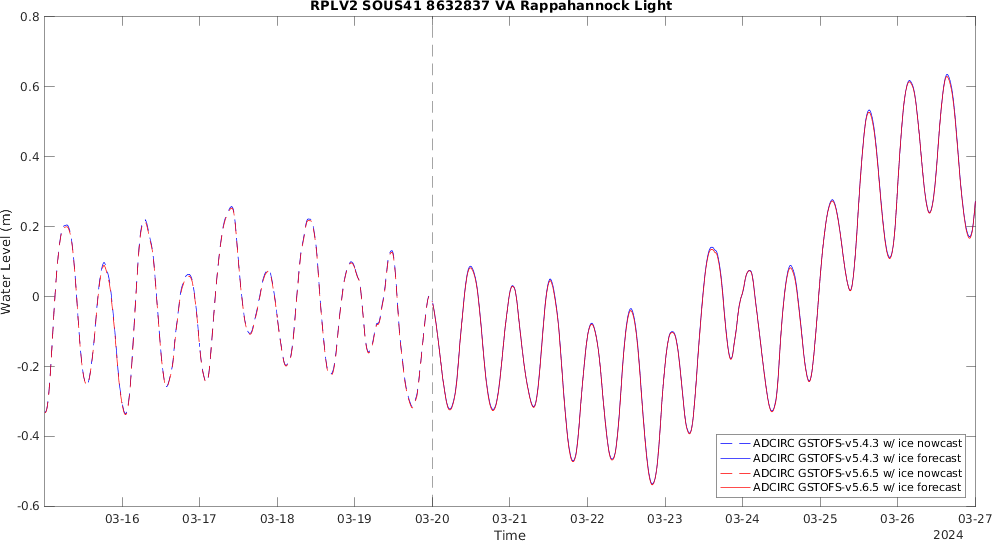 RPLV2 SOUS41 8632837 VA Rappahannock Light
0.8
0.6
0.4
0.2
0
-0.2
-0.4
-0.6
Water Level (m)
ADCIRC GSTOFS-v5.4.3 w/ ice nowcast
ADCIRC GSTOFS-v5.4.3 w/ ice forecast
ADCIRC GSTOFS-v5.6.5 w/ ice nowcast
ADCIRC GSTOFS-v5.6.5 w/ ice forecast
03-16 03-17 03-18 03-19 03-20 03-21 03-22 03-23 03-24 03-25 03-26 03-27
Time
2024